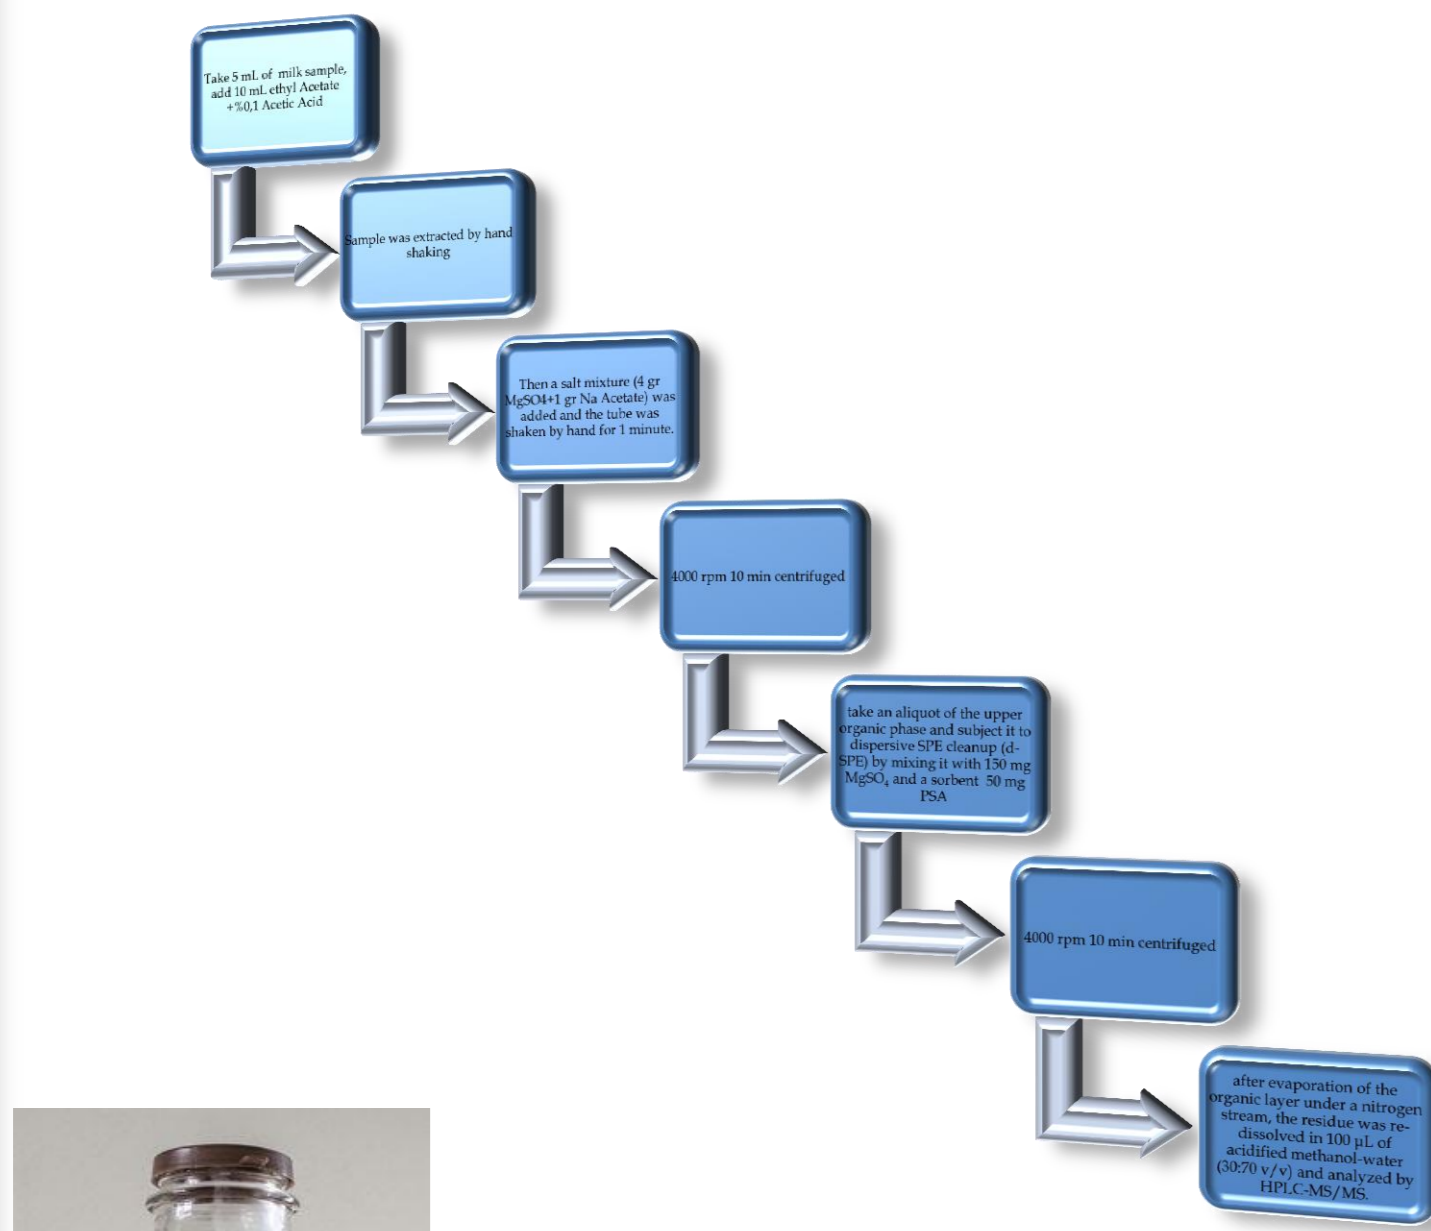 Take 5 mL of milk sample,
add 10 mL ethyl Acetate
+%0,1 Acetic Acid
Sample was extracted by hand
shaking
Then a salt mixture (4 gr
MgSO4+1 gr Na Acetate) was
added and the tube was
shaken by hand for 1 minute.
4000 rpm 10 min centrifuged
take an aliquot of the upper
organic phase and subject it to
dispersive SPE cleanup (d-
SPE) by mixing it with 150 mg
MgSO₄ and a sorbent 50 mg
PSA
4000 rpm 10 min centrifuged
after evaporation of the
organic layer under a nitrogen
stream, the residue was re-
dissolved in 100 µL of
acidified methanol-water
(30:70 v/v) and analyzed by
HPLC-MS/MS.